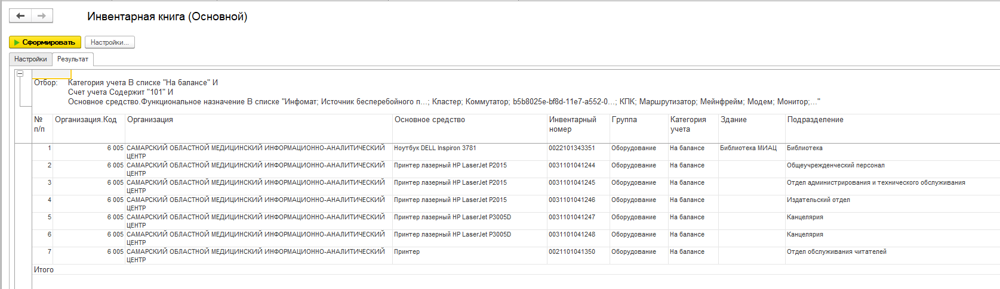 Инвентарная книга (Основной)
Сформировать Настройки...
Настройки Результат
Отбор: Категория учета В списке "На балансе" И
Счет учета Содержит "101" И
Основное средство.Функциональное назначение В списке "Инфомат; Источник бесперебойного п...; Кластер; Коммутатор; b5b8025e-bf8d-11e7-a552-0...; КПК; Маршрутизатор; Мейнфрейм; Модем; Монитор;..."
№ Организация.Код Организация Основное средство Инвентарный Группа Категория Здание Подразделение
п/п номер учета
1 6 005 САМАРСКИЙ ОБЛАСТНОЙ МЕДИЦИНСКИЙ ИНФОРМАЦИОННО-АНАЛИТИЧЕСКИЙ Ноутбук DELL Inspiron 3781 0022101343351 Оборудование На балансе Библиотека МИАЦ Библиотека
ЦЕНТР
2 6 005 САМАРСКИЙ ОБЛАСТНОЙ МЕДИЦИНСКИЙ ИНФОРМАЦИОННО-АНАЛИТИЧЕСКИЙ Принтер лазерный HP LaserJet P2015 0031101041244 Оборудование На балансе Общеучрежденческий персонал
ЦЕНТР
3 6 005 САМАРСКИЙ ОБЛАСТНОЙ МЕДИЦИНСКИЙ ИНФОРМАЦИОННО-АНАЛИТИЧЕСКИЙ Принтер лазерный HP LaserJet P2015 0031101041245 Оборудование На балансе Отдел администрирования и технического обслуживания
ЦЕНТР
4 6 005 САМАРСКИЙ ОБЛАСТНОЙ МЕДИЦИНСКИЙ ИНФОРМАЦИОННО-АНАЛИТИЧЕСКИЙ Принтер лазерный HP LaserJet P2015 0031101041246 Оборудование На балансе Издательский отдел
ЦЕНТР
5 6 005 САМАРСКИЙ ОБЛАСТНОЙ МЕДИЦИНСКИЙ ИНФОРМАЦИОННО-АНАЛИТИЧЕСКИЙ Принтер лазерный HP LaserJet P3005D 0031101041247 Оборудование На балансе Канцелярия
ЦЕНТР
6 6 005 САМАРСКИЙ ОБЛАСТНОЙ МЕДИЦИНСКИЙ ИНФОРМАЦИОННО-АНАЛИТИЧЕСКИЙ Принтер лазерный HP LaserJet P3005D 0031101041248 Оборудование На балансе Канцелярия
ЦЕНТР
7 6 005 САМАРСКИЙ ОБЛАСТНОЙ МЕДИЦИНСКИЙ ИНФОРМАЦИОННО-АНАЛИТИЧЕСКИЙ Принтер 0021101041350 Оборудование На балансе Отдел обслуживания читателей
ЦЕНТР
Итого